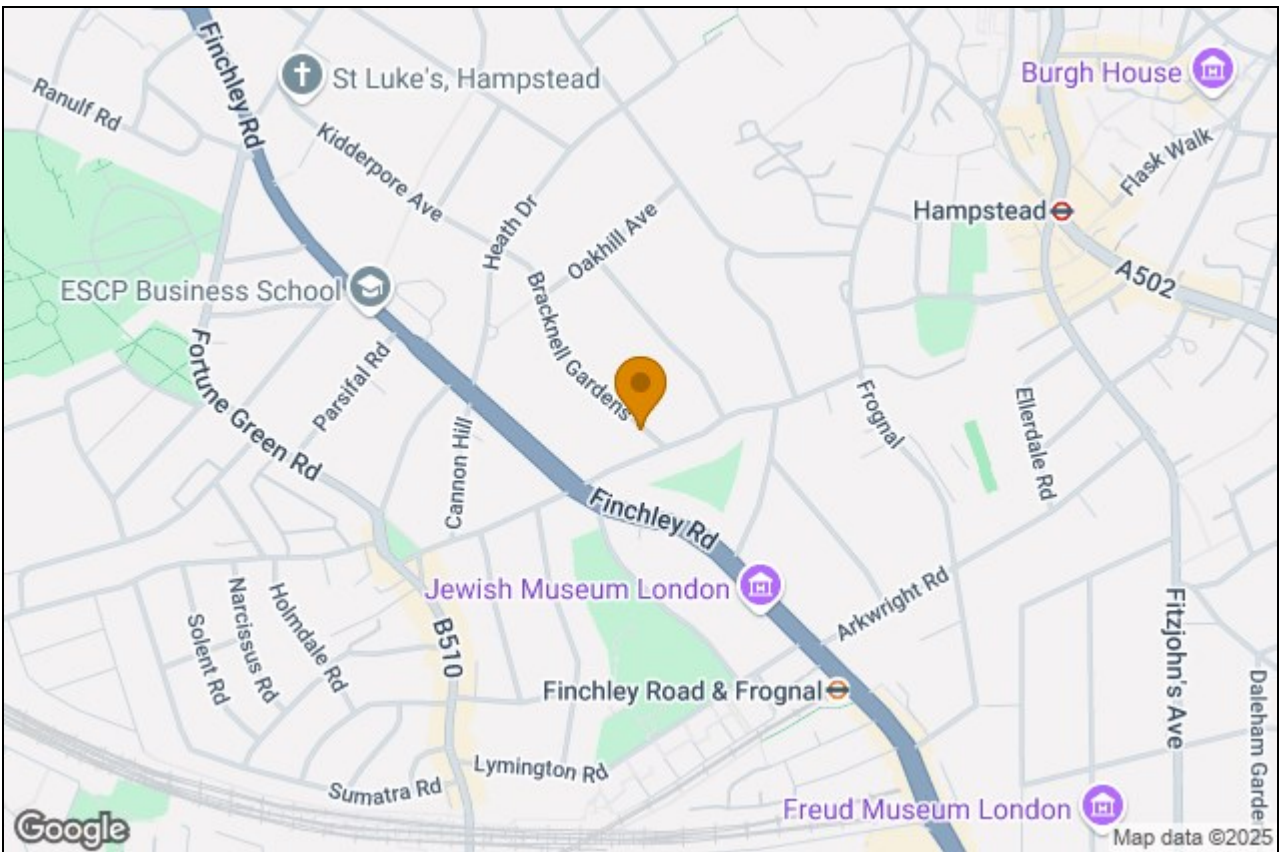 Finchley Rd
St Luke's, Hampstead
Burgh House
Ranulf Rd
Kidderpore Ave
Flask Walk
Hampstead
Heath Dr
Oakhill Ave
A502
ESCP Business School
Bracknell Gardens
Fortune Green Rd
Parsifal Rd
Frognal
Ellerdale Rd
Cannon Hill
Finchley Rd
Jewish Museum London
Arkwright Rd
Holmdale Rd
Narcissus Rd
Solent Rd
B510
Fitzjohn's Ave
Finchley Road & Frognal
Daleham Garde
Lymington Rd
Sumatra Rd
Freud Museum London
Google
Map data ©2025